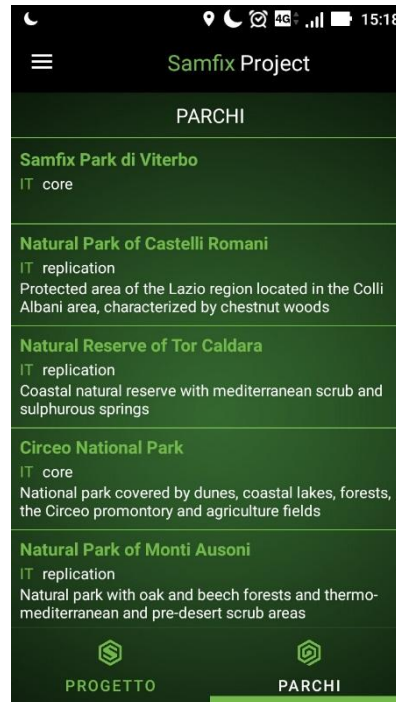 4G 15:18
Samfix Project
PARCHI
Samfix Park di Viterbo
IT core
Natural Park of Castelli Romani
IT replication
Protected area of the Lazio region located in the Colli
Albani area, characterized by chestnut woods
Natural Reserve of Tor Caldara
IT replication
Coastal natural reserve with mediterranean scrub and
sulphurous springs
Circeo National Park
IT core
National park covered by dunes, coastal lakes, forests,
the Circeo promontory and agriculture fields
Natural Park of Monti Ausoni
IT replication
Natural park with oak and beech forests and thermo-
mediterranean and pre-desert scrub areas
PROGETTO PARCHI